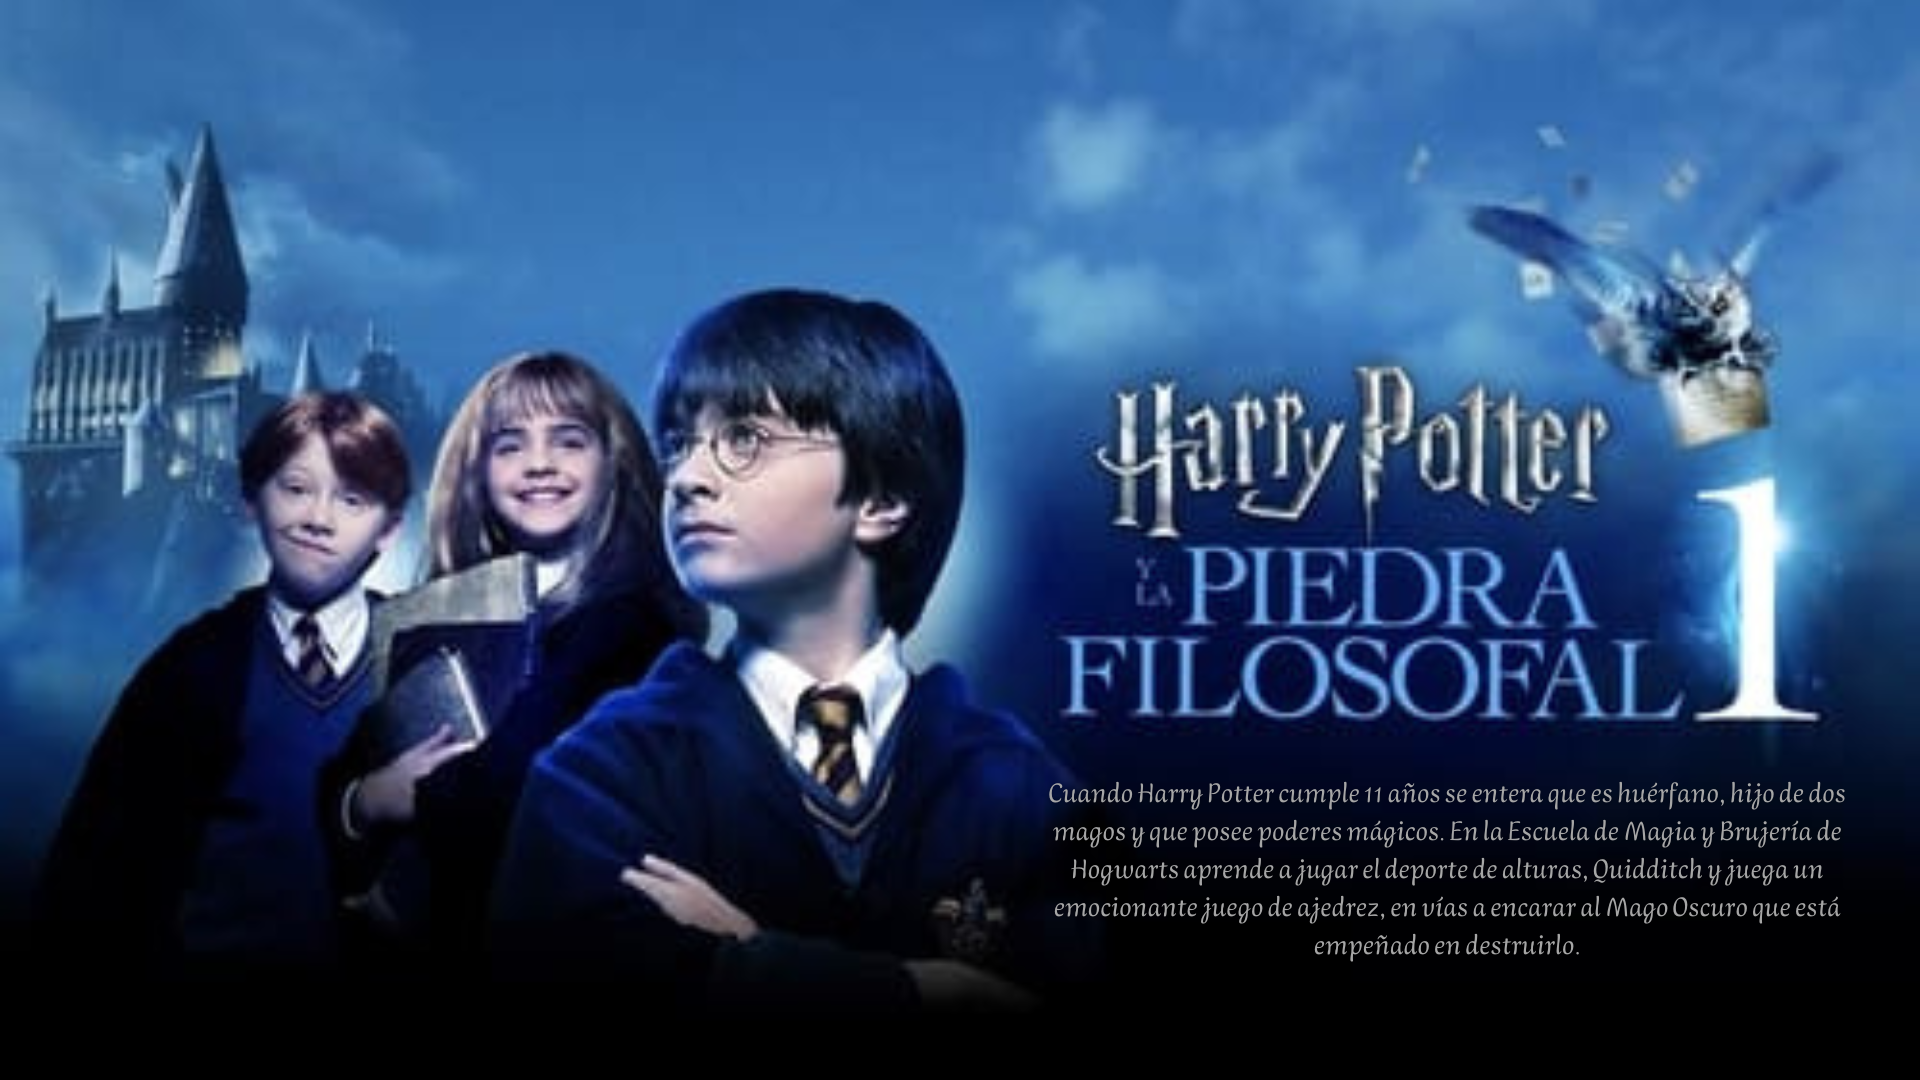 Harry Potter
Y LA PIEDRA
FILOSOFAL 1
Cuando Harry Potter cumple 11 años se entera que es huérfano, hijo de dos
magos y que posee poderes mágicos. En la Escuela de Magia y Brujería de
Hogwarts aprende a jugar el deporte de alturas, Quidditch y juega un
emocionante juego de ajedrez, en vías a encarar al Mago Oscuro que está
empeñado en destruirlo.